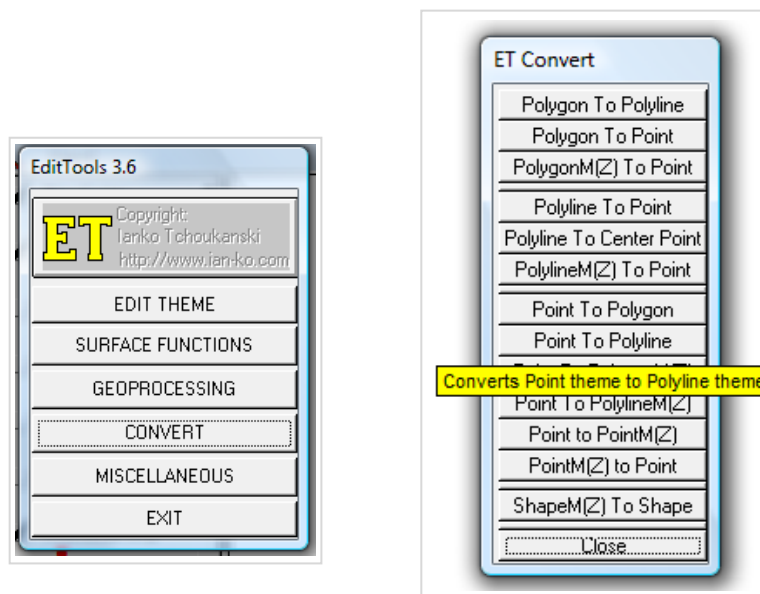 EditTools 3.6
ET
Copyright:
Ianko Tchoukanski
http://www.ian-ko.com
EDIT THEME
SURFACE FUNCTIONS
GEOPROCESSING
CONVERT
MISCELLANEOUS
EXIT
ET Convert
Polygon To Polyline
Polygon To Point
PolygonM(Z) To Point
Polyline To Point
Polyline To Center Point
PolylineM(Z) To Point
Point To Polygon
Point To Polyline
Converts Point theme to Polyline theme
Point To PolylineM(Z)
Point to PointM(Z)
PointM(Z) to Point
ShapeM(Z) To Shape
Close